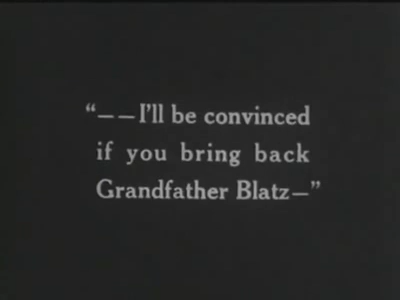 “––I’ll be convinced
if you bring back
Grandfather Blatz–”